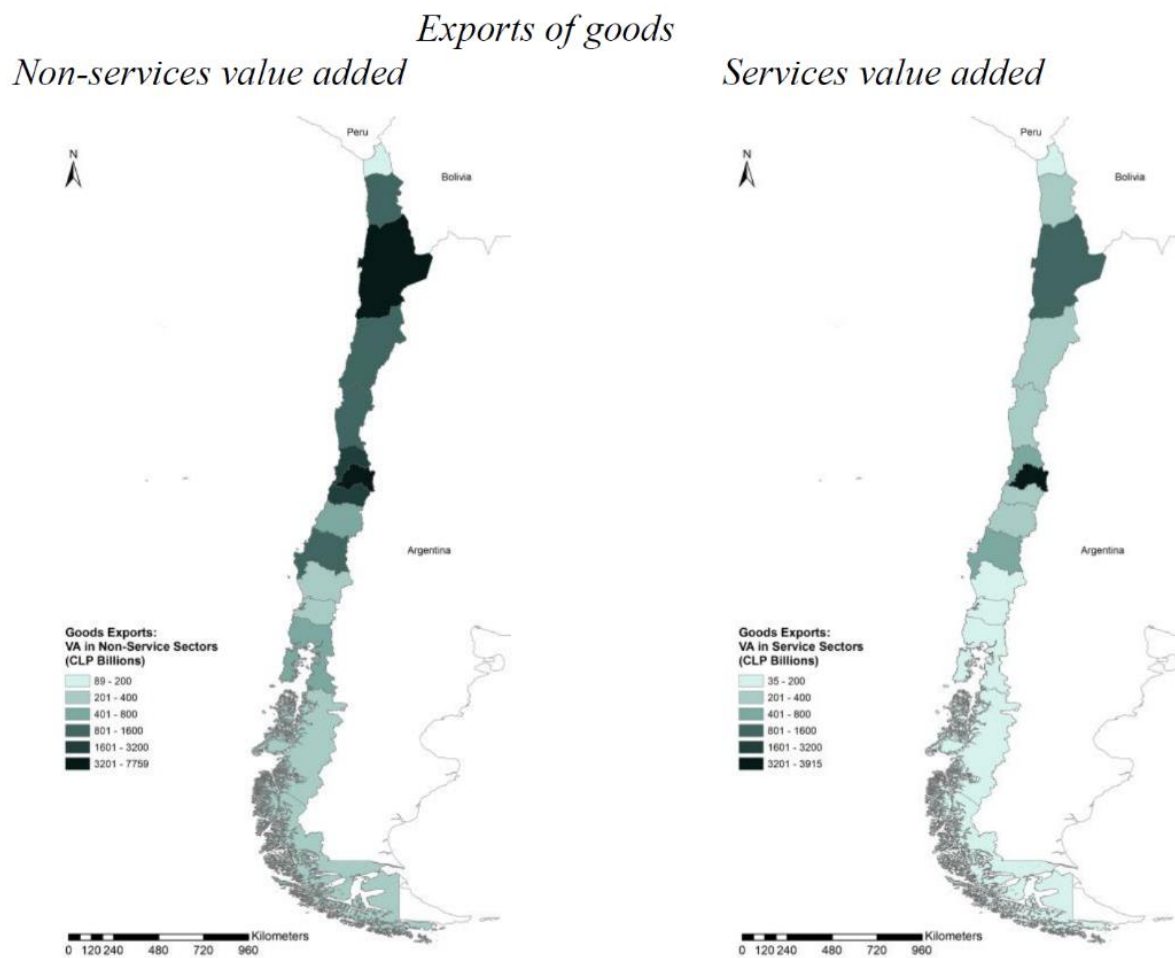 Exports of goods
Non-services value added
Services value added
Peru
N
Bolivia
Argentina
Goods Exports:
VA in Non-Service Sectors
(CLP Billions)
89 - 200
201 - 400
401 - 800
801 - 1600
1601 - 3200
3201 - 7759
Kilometers
0 120 240 480 720 960
Peru
N
Bolivia
Argentina
Goods Exports:
VA in Service Sectors
(CLP Billions)
35 - 200
201 - 400
401 - 800
801 - 1600
1601 - 3200
3201 - 3915
Kilometers
0 120 240 480 720 960